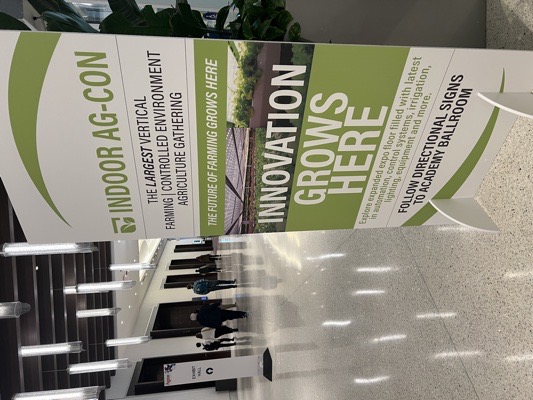 INDOOR AG-CON
THE LARGEST VERTICAL
FARMING | CONTROLLED ENVIRONMENT
AGRICULTURE GATHERING
THE FUTURE OF FARMING GROWS HERE
INNOVATION
GROWS
HERE
Explore expanded expo floor filled with latest
in automation, control systems, irrigation,
lighting, equipment and more.
FOLLOW DIRECTIONAL SIGNS
TO ACADEMY BALLROOM
EXHIBIT
HALL